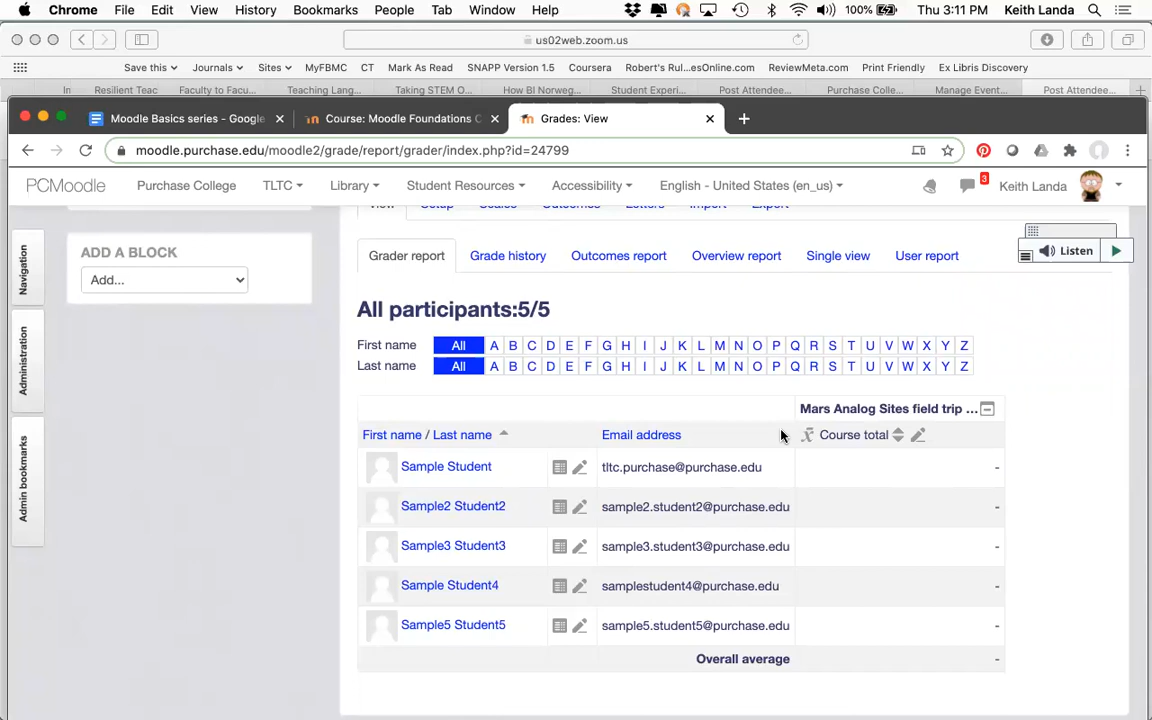 Chrome File Edit View History Bookmarks People Tab Window Help 100% Thu 3:11 PM Keith Landa
us02web.zoom.us
Save this Journals Sites MyFBMC CT Mark As Read SNAPP Version 1.5 Coursera Robert's Rul...esOnline.com ReviewMeta.com Print Friendly Ex Libris Discovery
In Resilient Teac Faculty to Facu... Teaching Lang... Taking STEM O... How BI Norweg... Student Experi... Post Attendee... Purchase Colle... Manage Event... Post Attendee...
Moodle Basics series - Google Course: Moodle Foundations C Grades: View
moodle.purchase.edu/moodle2/grade/report/grader/index.php?id=24799
PCMoodle Purchase College TLTC Library Student Resources Accessibility English - United States (en_us) 3 Keith Landa
View Setup Scales Outcomes Letters Import Export
Navigation
Administration
Admin bookmarks
ADD A BLOCK
Add...
Listen
Grader report Grade history Outcomes report Overview report Single view User report
All participants:5/5
First name All A B C D E F G H I J K L M N O P Q R S T U V W X Y Z
Last name All A B C D E F G H I J K L M N O P Q R S T U V W X Y Z
Mars Analog Sites field trip ...
First name / Last name Email address Course total
Sample Student tltc.purchase@purchase.edu -
Sample2 Student2 sample2.student2@purchase.edu -
Sample3 Student3 sample3.student3@purchase.edu -
Sample Student4 samplestudent4@purchase.edu -
Sample5 Student5 sample5.student5@purchase.edu -
Overall average -